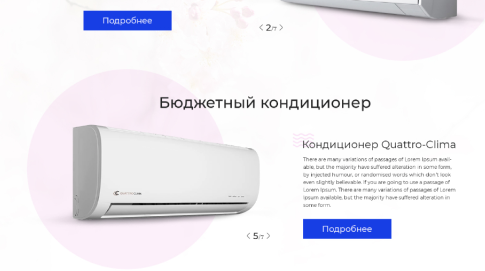 Подробнее
2/7
Бюджетный кондиционер
Кондиционер Quattro-Clima
There are many variations of passages of Lorem Ipsum avail-
able, but the majority have suffered alteration in some form,
by injected humour, or randomised words which don't look
even slightly believable. If you are going to use a passage of
Lorem Ipsum. There are many variations of passages of Lorem
Ipsum available, but the majority have suffered alteration in
some form.
5/7
Подробнее